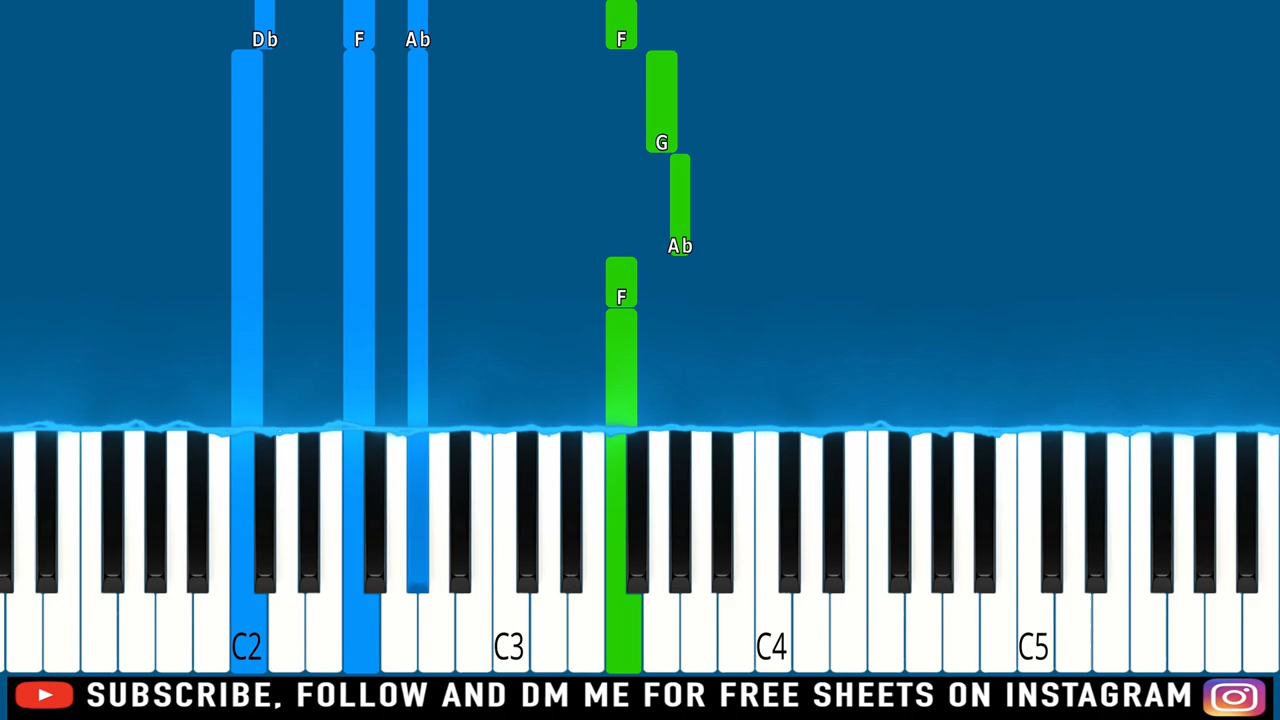 Db F Ab F
G
Ab
F
C2 C3 C4 C5
SUBSCRIBE, FOLLOW AND DM ME FOR FREE SHEETS ON INSTAGRAM